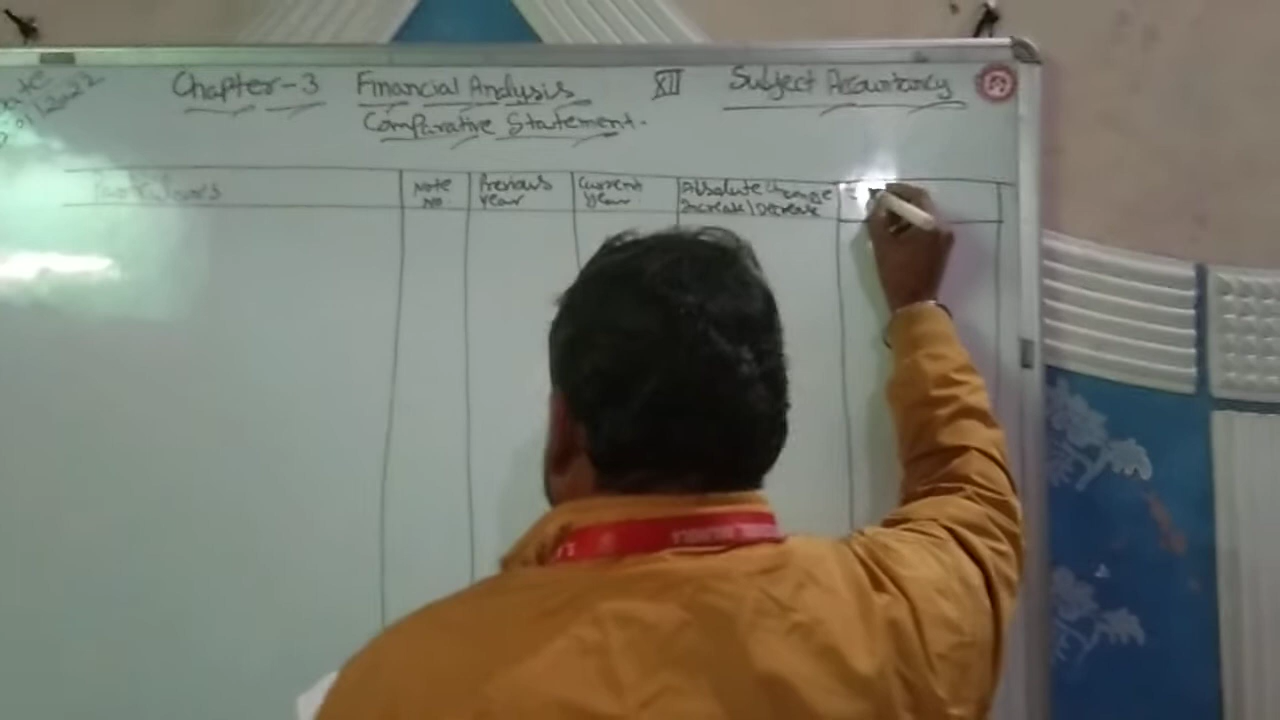 Chapter-3 Financial Analysis XII Subject Accountancy
Comparative Statement.
Particulars
Note No.
Previous Year
Current Year
Absolute Change Increase/Decrease